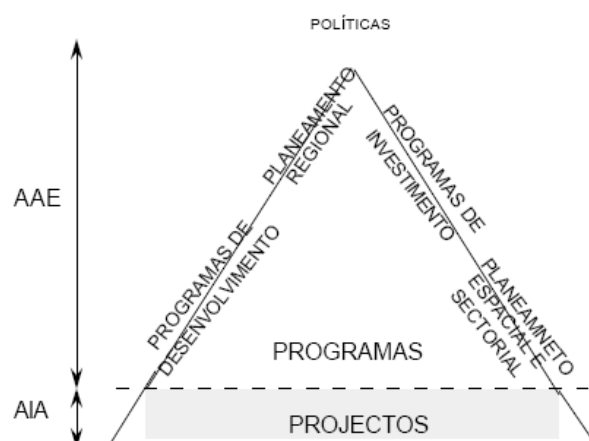 POLÍTICAS
AAE
PLANEAMENTO
REGIONAL
PROGRAMAS DE
INVESTIMENTO
PROGRAMAS DE
DESENVOLVIMENTO
PLANEAMNETO
ESPACIAL E
SECTORIAL
PROGRAMAS
AIA
PROJECTOS